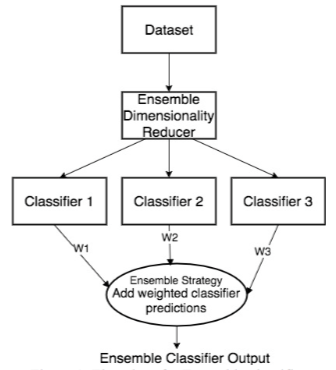 Dataset
Ensemble
Dimensionality
Reducer
Classifier 1
Classifier 2
Classifier 3
W1
W2
W3
Ensemble Strategy
Add weighted classifier
predictions
Ensemble Classifier Output